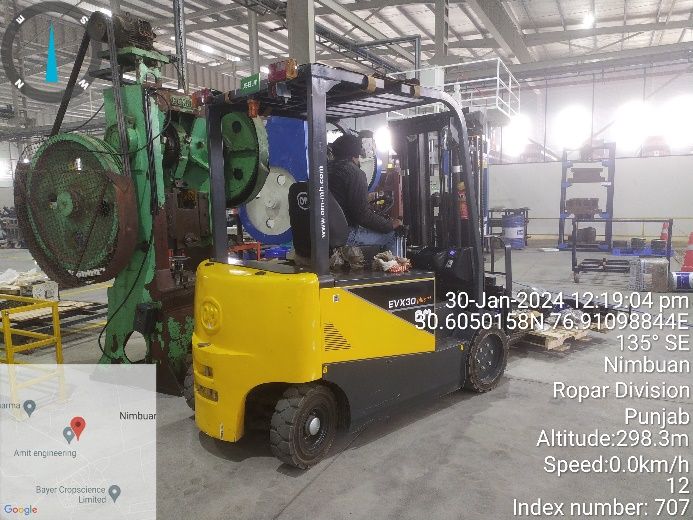 www.om-mh.com
EVX30
30-Jan-2024 12:19:04 pm
30.6050158N,76.91098844E
135° SE
Nimbuan
Ropar Division
Punjab
Altitude:298.3m
Speed:0.0km/h
12
Index number: 707
Nimbuan
Amit engineering
Bayer Cropscience
Limited
Google